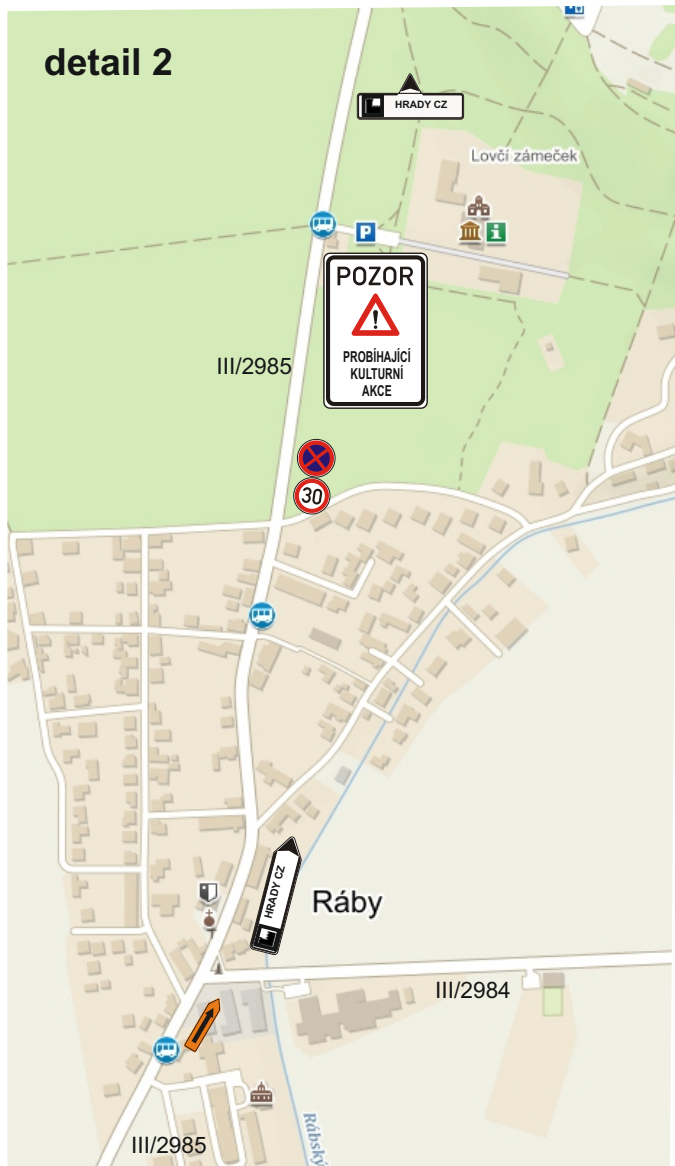 detail 2
HRADY CZ
Lovčí zámeček
P
i
POZOR
!
PROBÍHAJÍCÍ
KULTURNÍ
AKCE
III/2985
30
HRADY CZ
Ráby
III/2984
III/2985
Rábský